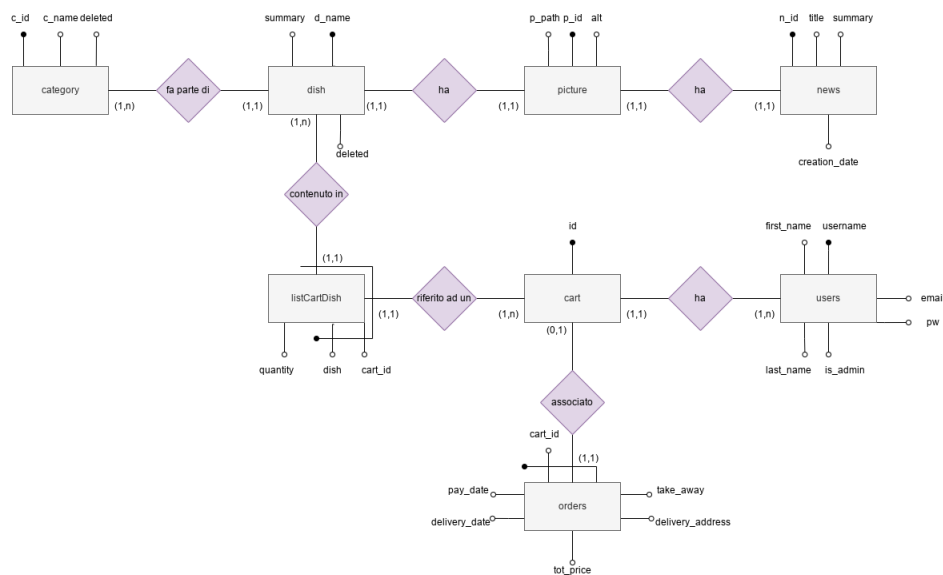 c_id c_name deleted
summary d_name
p_path p_id alt
n_id title summary
category
fa parte di
dish
ha
picture
ha
news
(1,n)
(1,1)
(1,1)
(1,1)
(1,1)
(1,1)
(1,n)
deleted
creation_date
contenuto in
id
first_name username
(1,1)
listCartDish
riferito ad un
cart
ha
users
emai
(1,1)
(1,n)
(1,1)
(1,n)
pw
(0,1)
quantity dish cart_id
last_name is_admin
associato
cart_id
(1,1)
pay_date
take_away
orders
delivery_date
delivery_address
tot_price